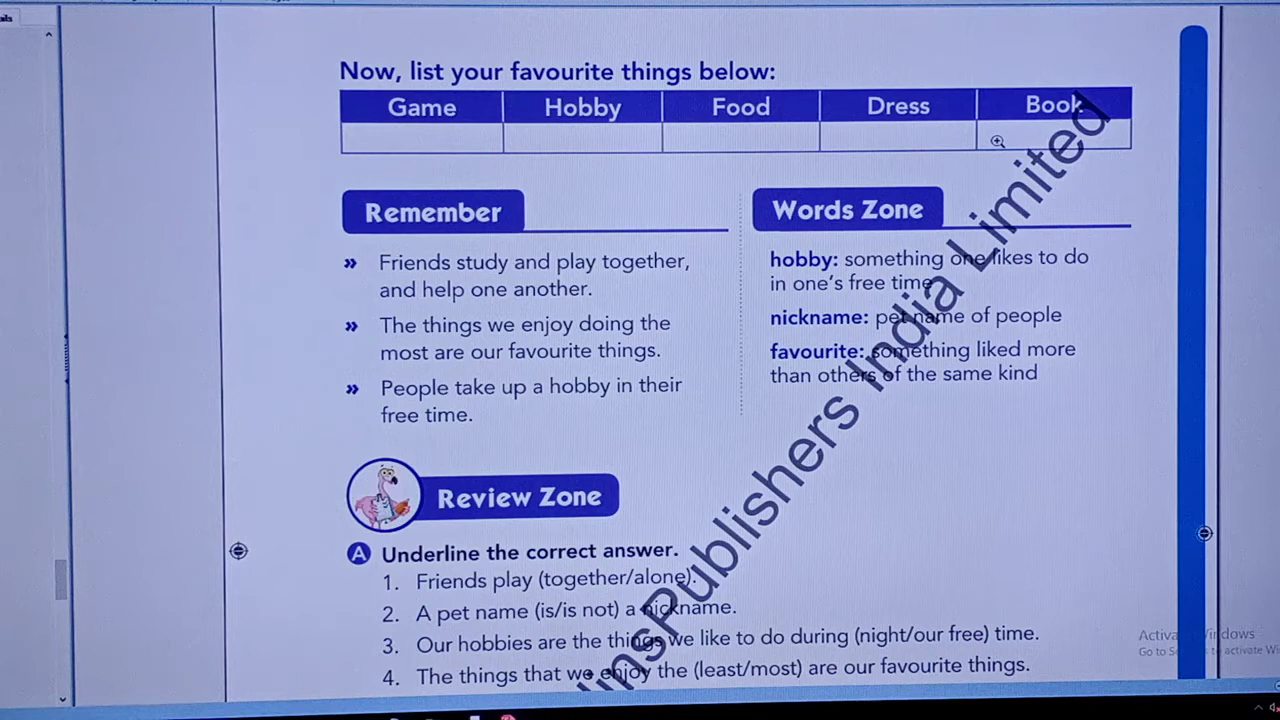 Now, list your favourite things below:
Game Hobby Food Dress Book
Remember
» Friends study and play together,
and help one another.
» The things we enjoy doing the
most are our favourite things.
» People take up a hobby in their
free time.
Words Zone
hobby: something one likes to do
in one's free time
nickname: pet name of people
favourite: something liked more
than others of the same kind
Review Zone
A Underline the correct answer.
1. Friends play (together/alone).
2. A pet name (is/is not) a nickname.
3. Our hobbies are the things we like to do during (night/our free) time.
4. The things that we enjoy the (least/most) are our favourite things.
Publishers India Limited
Activate Windows